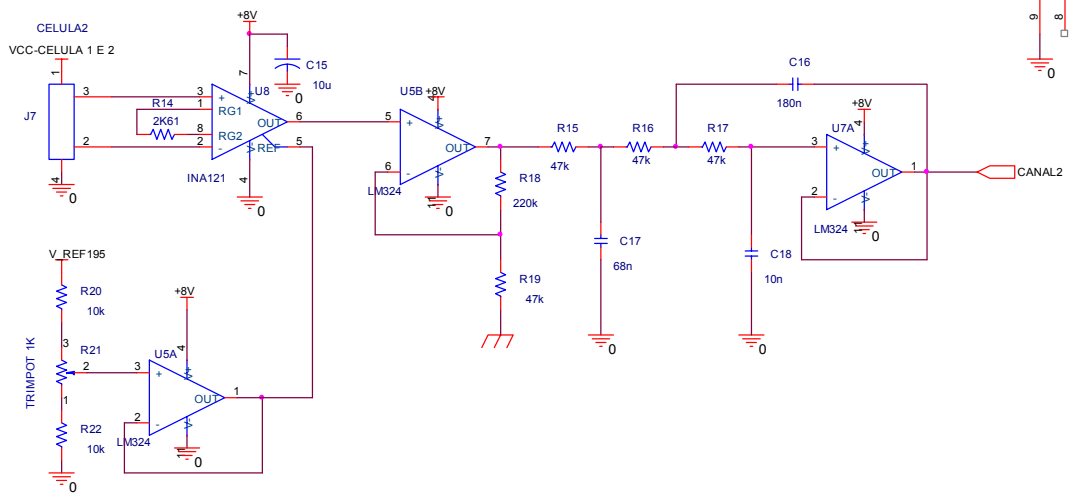 CELULA2
VCC-CELULA 1 E 2
1
J7
3
2
4
0
R14
2K61
3
1
8
2
+
RG1
RG2
-
+8V
7
V+
U8
OUT
6
REF
5
V-
4
0
INA121
C15
10u
0
U5B
+8V
4
V+
5
+
6
-
OUT
7
V-
11
0
LM324
R18
220k
R19
47k
R15
47k
R16
47k
R17
47k
C17
68n
0
C16
180n
C18
10n
0
U7A
+8V
4
V+
3
+
2
-
OUT
1
V-
11
0
LM324
CANAL2
9
8
0
V_REF195
R20
10k
3
R21
2
TRIMPOT 1K
1
R22
10k
0
+8V
4
U5A
V+
3
+
2
-
OUT
1
V-
11
0
LM324